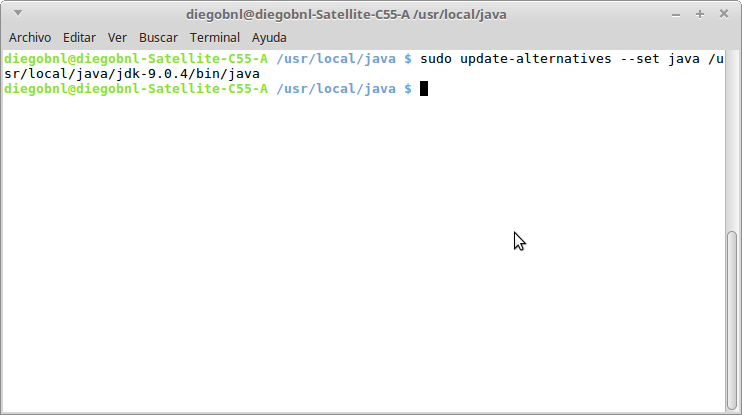 diegobnl@diegobnl-Satellite-C55-A /usr/local/java
Archivo Editar Ver Buscar Terminal Ayuda
diegobnl@diegobnl-Satellite-C55-A /usr/local/java $ sudo update-alternatives --set java /u
sr/local/java/jdk-9.0.4/bin/java
diegobnl@diegobnl-Satellite-C55-A /usr/local/java $